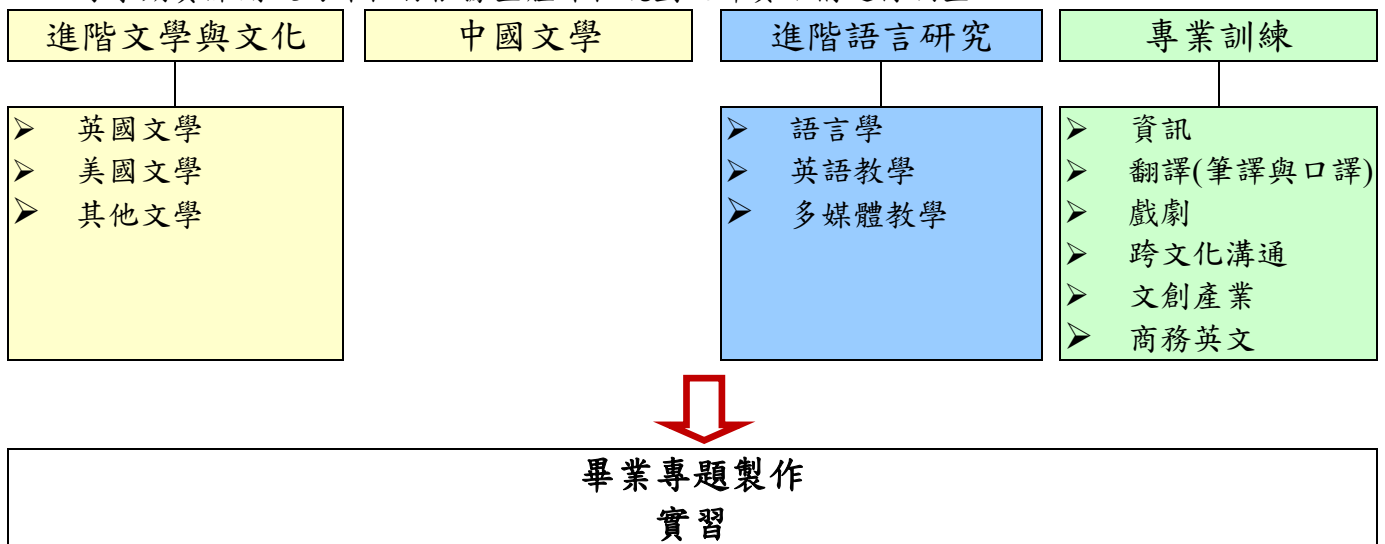 進階文學與文化
中國文學
進階語言研究
專業訓練
➢ 英國文學
➢ 美國文學
➢ 其他文學
➢ 語言學
➢ 英語教學
➢ 多媒體教學
➢ 資訊
➢ 翻譯(筆譯與口譯)
➢ 戲劇
➢ 跨文化溝通
➢ 文創產業
➢ 商務英文
畢業專題製作
實習